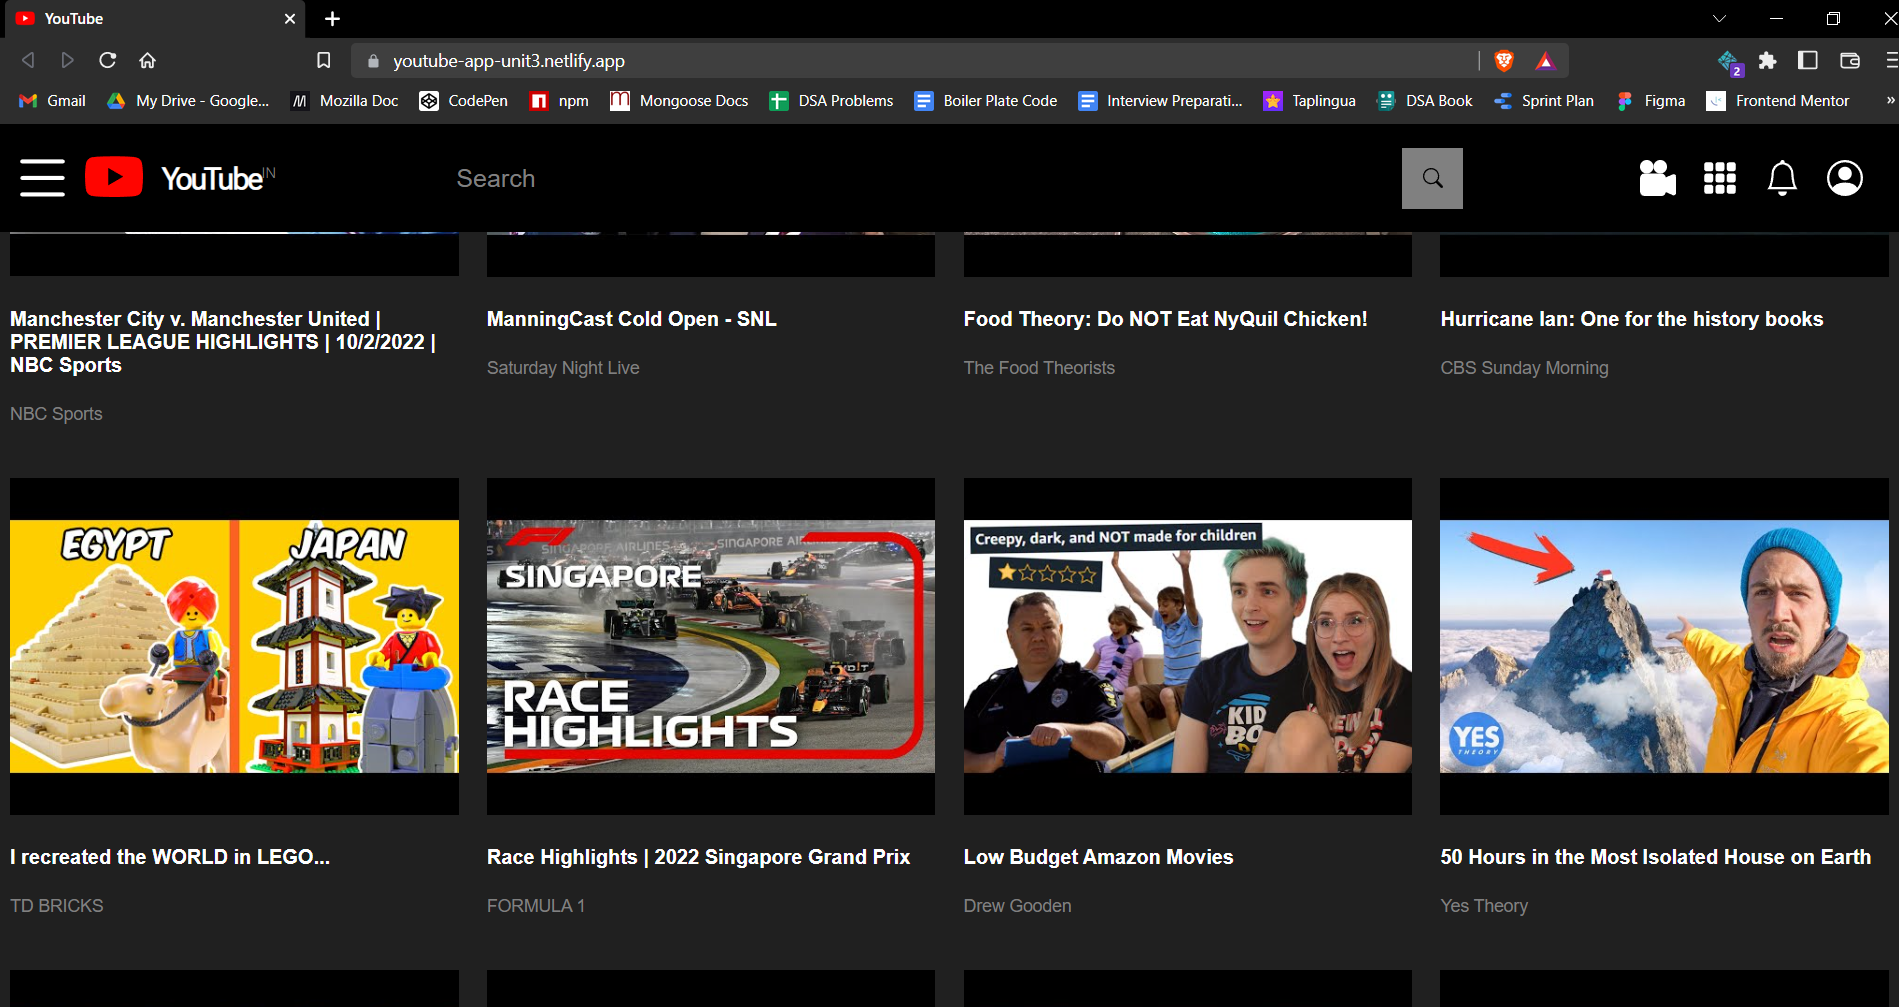 YouTube
youtube-app-unit3.netlify.app
2
Gmail
My Drive - Google...
Mozilla Doc
CodePen
npm
Mongoose Docs
DSA Problems
Boiler Plate Code
Interview Preparati...
Taplingua
DSA Book
Sprint Plan
Figma
Frontend Mentor
»
YouTube IN
Search
Manchester City v. Manchester United |
PREMIER LEAGUE HIGHLIGHTS | 10/2/2022 |
NBC Sports
NBC Sports
ManningCast Cold Open - SNL
Saturday Night Live
Food Theory: Do NOT Eat NyQuil Chicken!
The Food Theorists
Hurricane Ian: One for the history books
CBS Sunday Morning
EGYPT
JAPAN
I recreated the WORLD in LEGO...
TD BRICKS
SINGAPORE AIRLINES
SINGAPORE
SINGAPORE
RACE
HIGHLIGHTS
Race Highlights | 2022 Singapore Grand Prix
FORMULA 1
Creepy, dark, and NOT made for children
Low Budget Amazon Movies
Drew Gooden
YES
THEORY
50 Hours in the Most Isolated House on Earth
Yes Theory